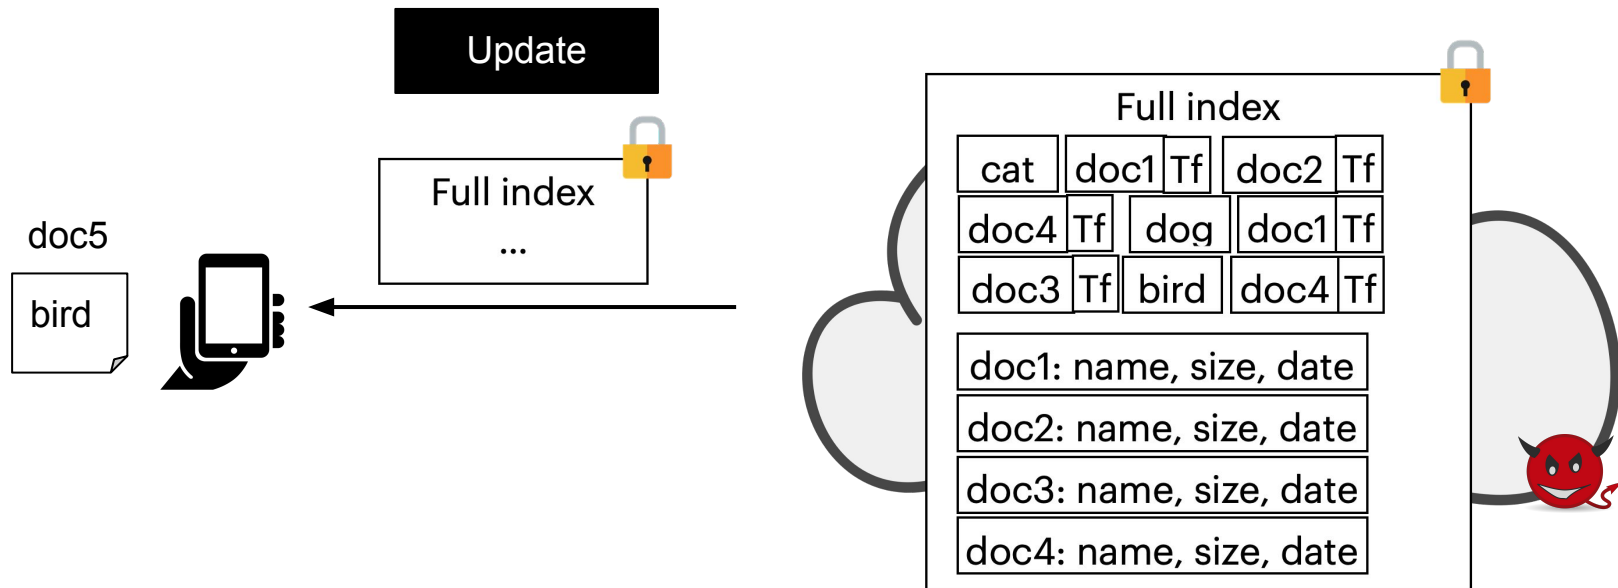 Update
Full index
...
doc5
bird
Full index
cat doc1 Tf doc2 Tf
doc4 Tf dog doc1 Tf
doc3 Tf bird doc4 Tf
doc1: name, size, date
doc2: name, size, date
doc3: name, size, date
doc4: name, size, date